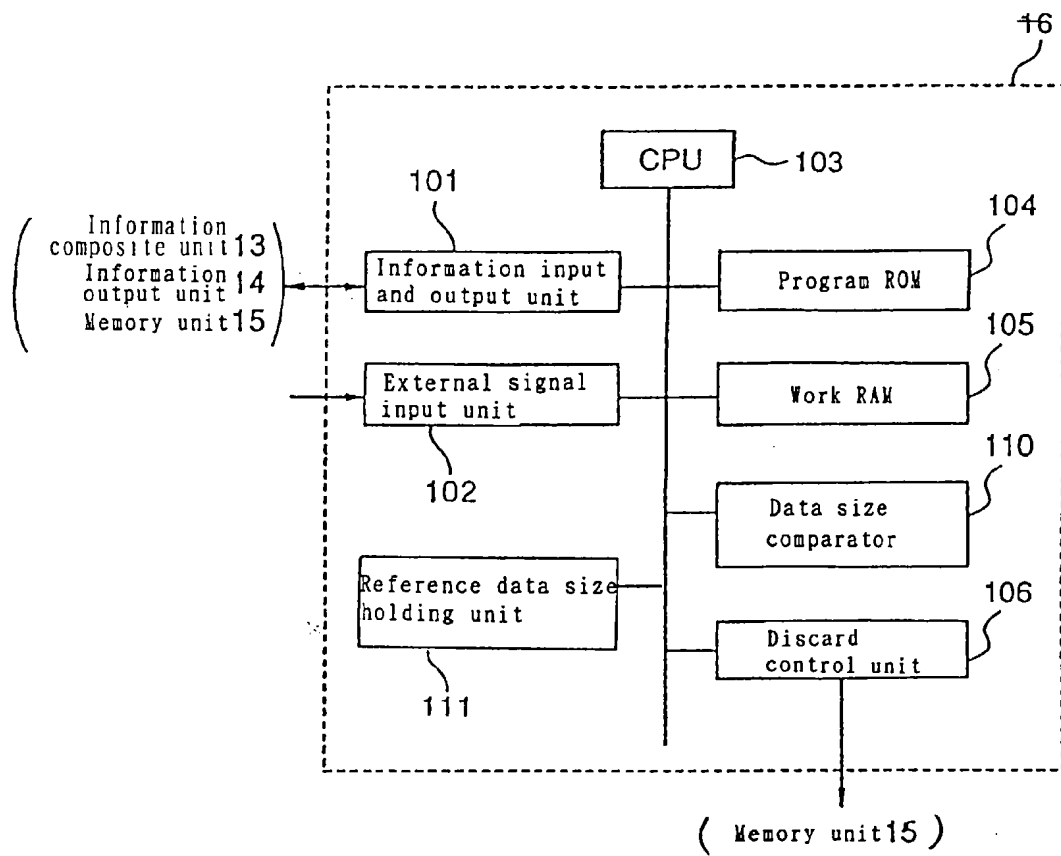 16
CPU
103
101
104
Information
composite unit 13
Information
output unit 14
Memory unit 15
Information input
and output unit
Program ROM
105
External signal
input unit
Work RAM
102
110
Data size
comparator
Reference data size
holding unit
106
Discard
control unit
111
( Memory unit 15 )